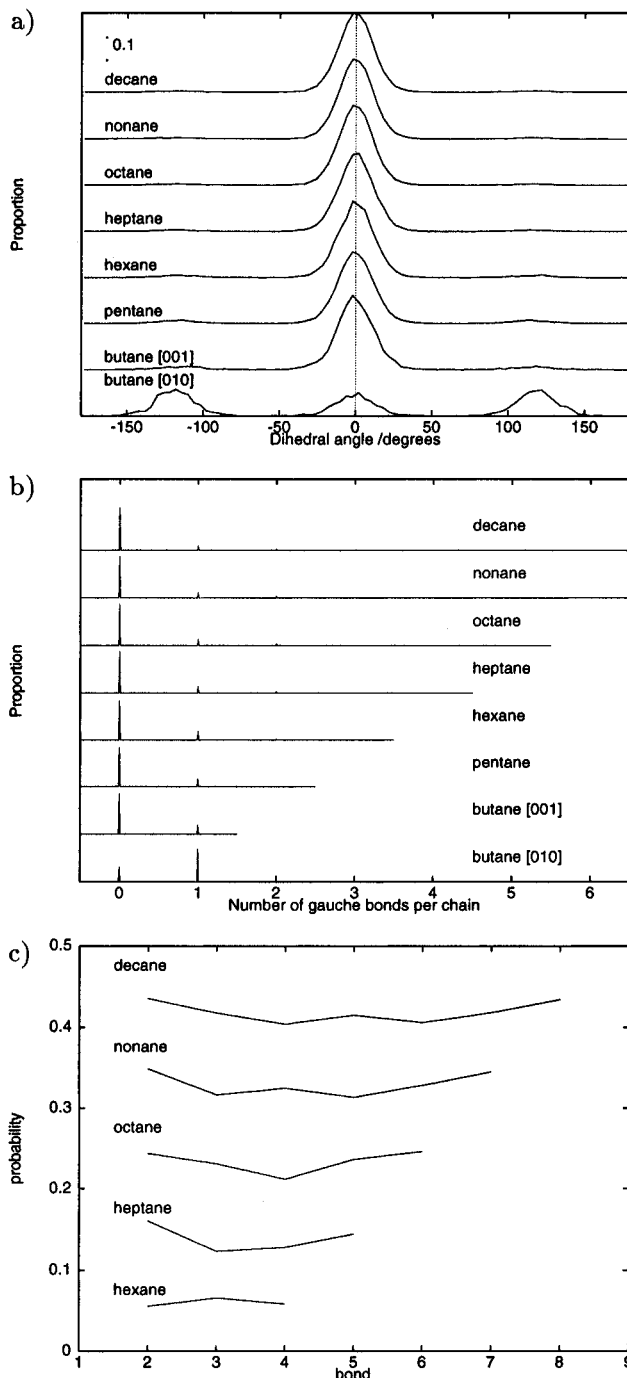 a)
0.1
decane
nonane
octane
heptane
hexane
pentane
butane [001]
butane [010]
Proportion
-150 -100 -50 0 50 100 150
Dihedral angle /degrees
b)
decane
nonane
octane
heptane
hexane
pentane
butane [001]
butane [010]
Proportion
0 1 2 3 4 5 6
Number of gauche bonds per chain
c)
0.5
0.4
0.3
0.2
0.1
0
probability
decane
nonane
octane
heptane
hexane
1 2 3 4 5 6 7 8 9
bond